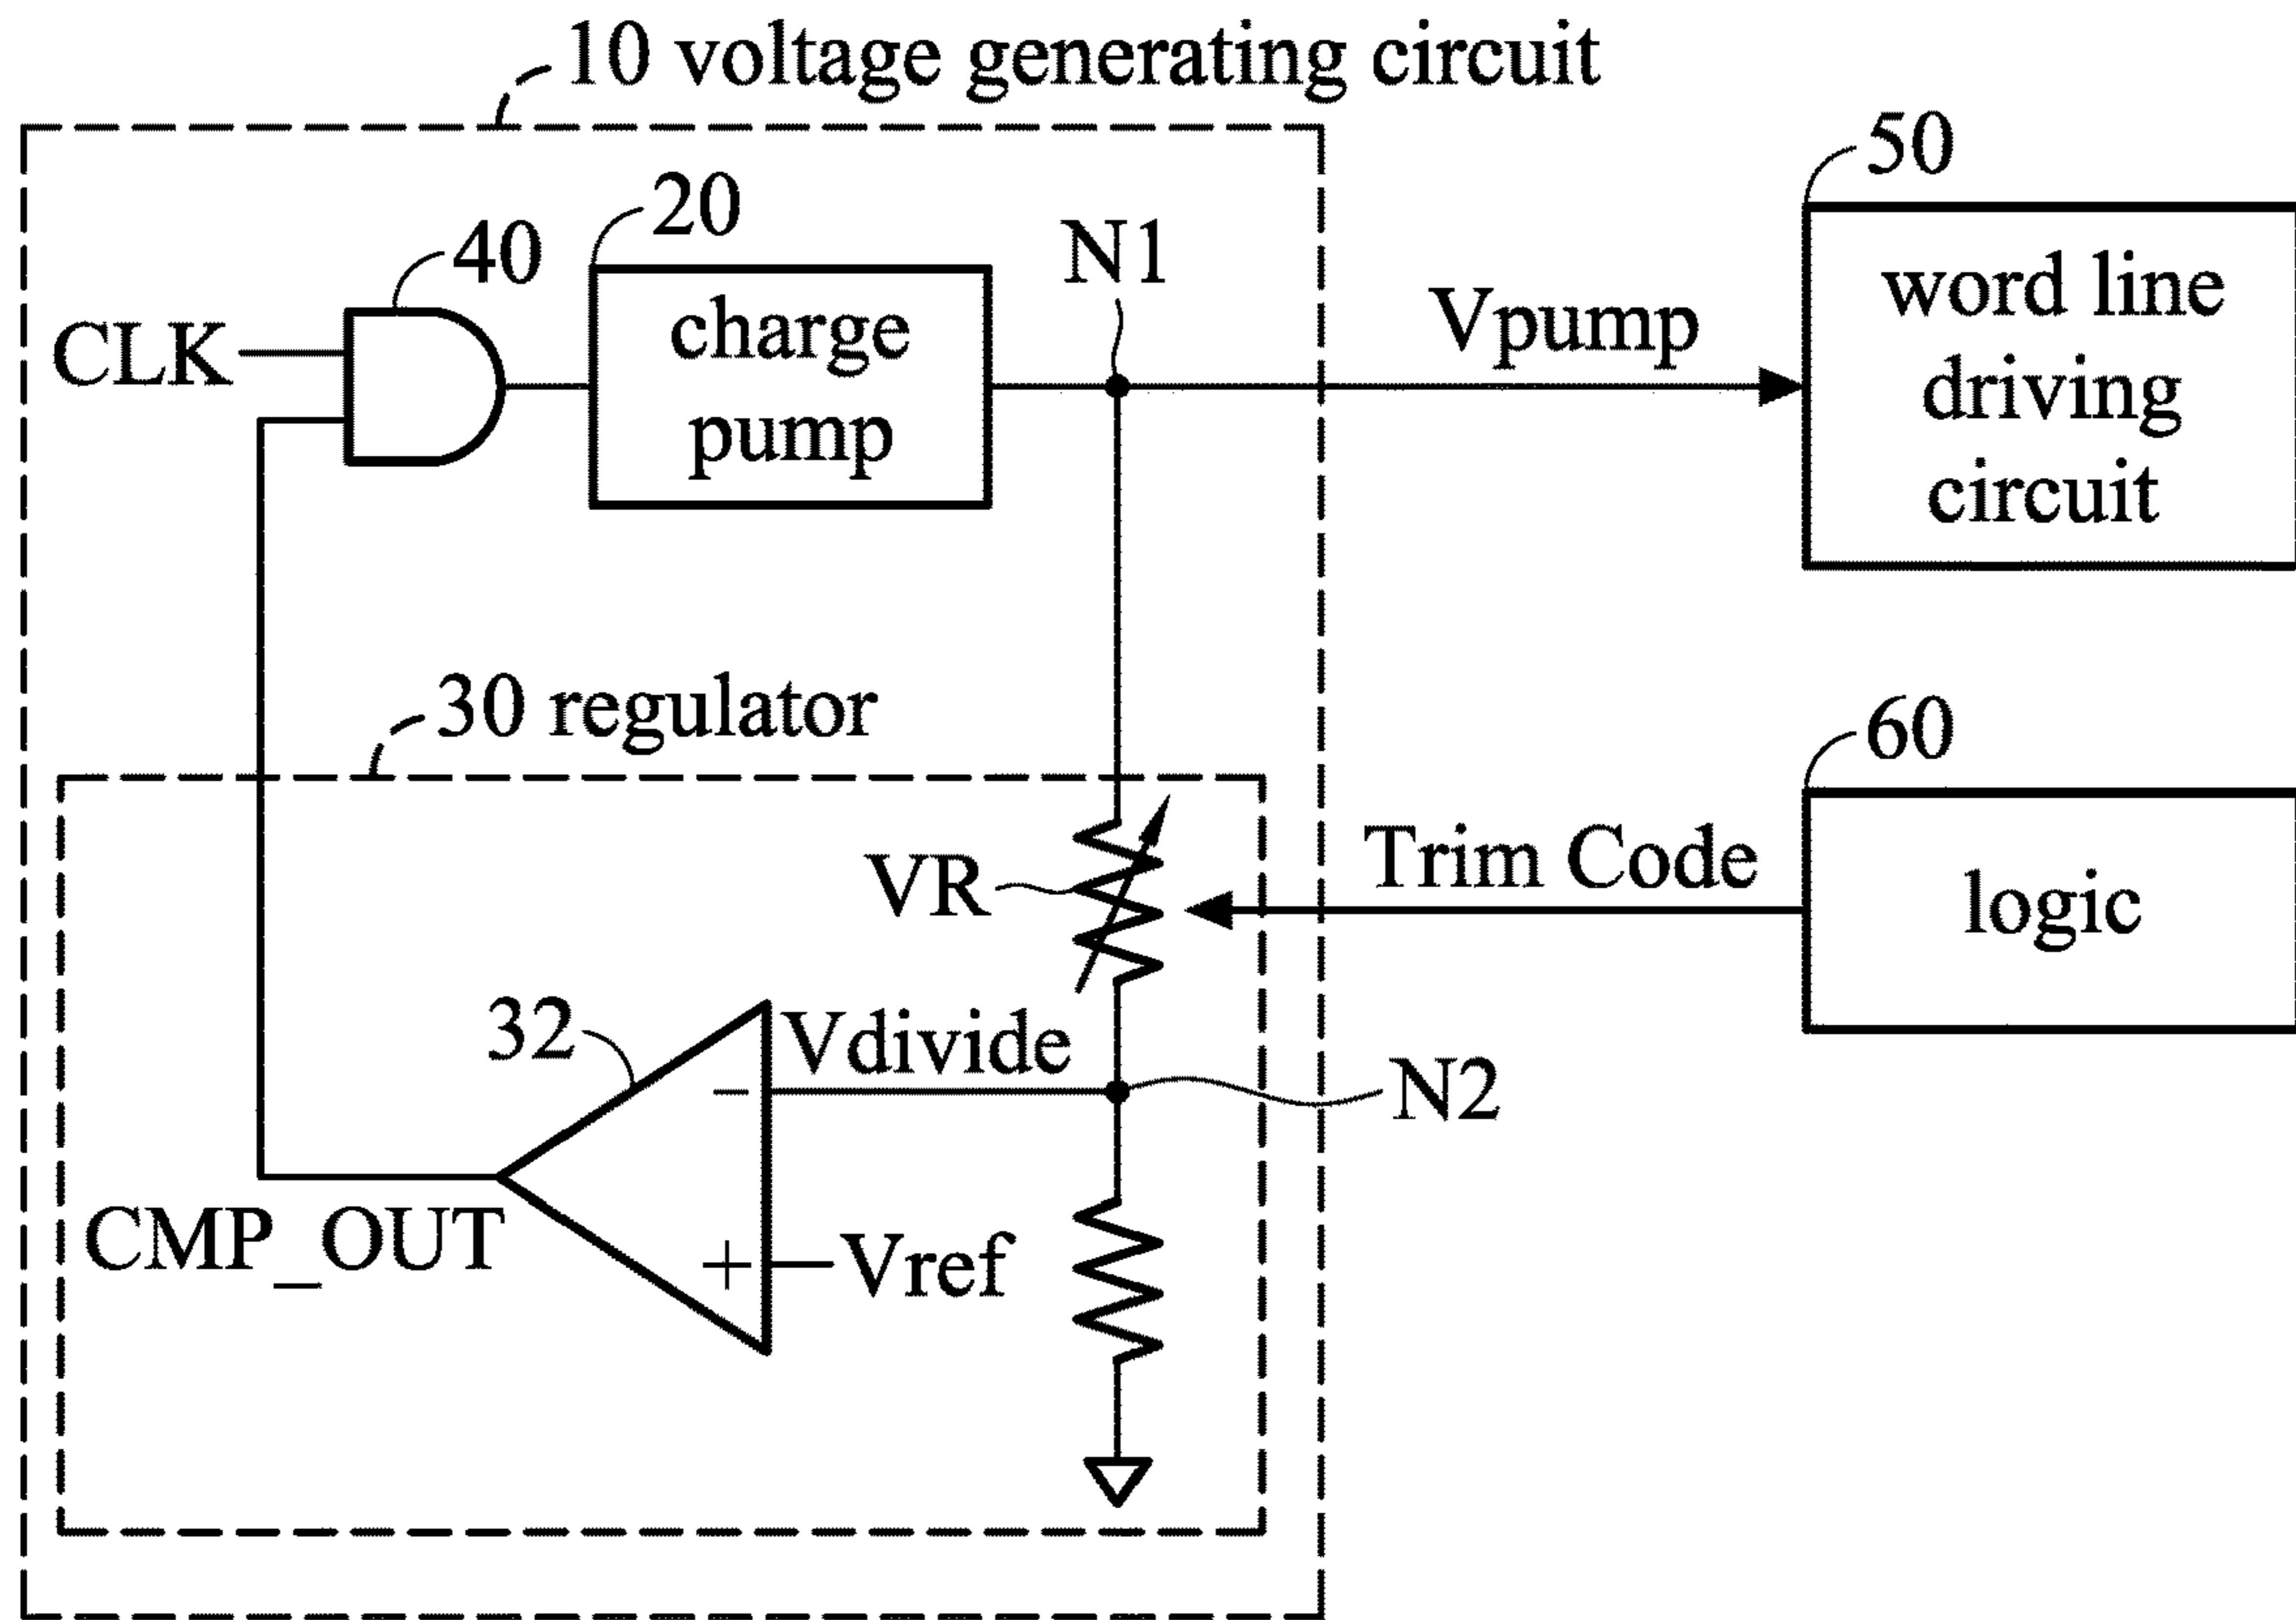 10 voltage generating circuit
50
20
40
N1
word line
driving
circuit
Vpump
charge
pump
CLK
30 regulator
60
Trim Code
VR
logic
32
Vdivide
-
N2
CMP_OUT
+
Vref